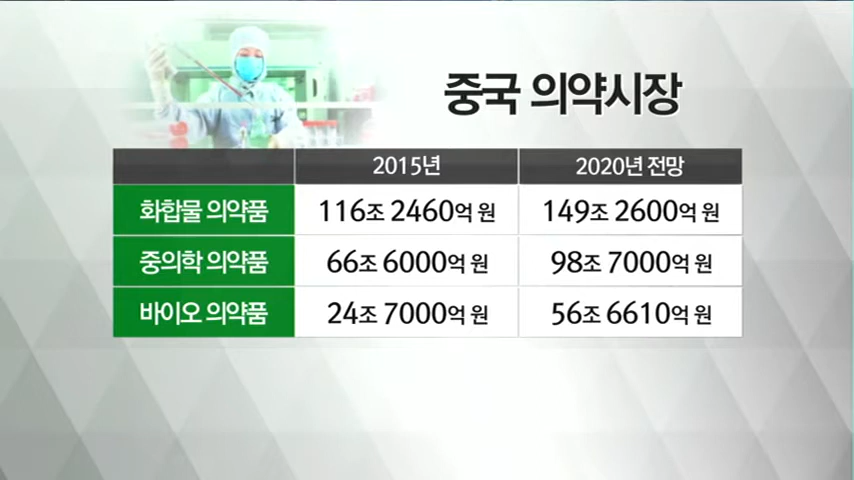 중국 의약시장
2015년 2020년 전망
화합물 의약품 116조 2460억 원 149조 2600억 원
중의학 의약품 66조 6000억 원 98조 7000억 원
바이오 의약품 24조 7000억 원 56조 6610억 원